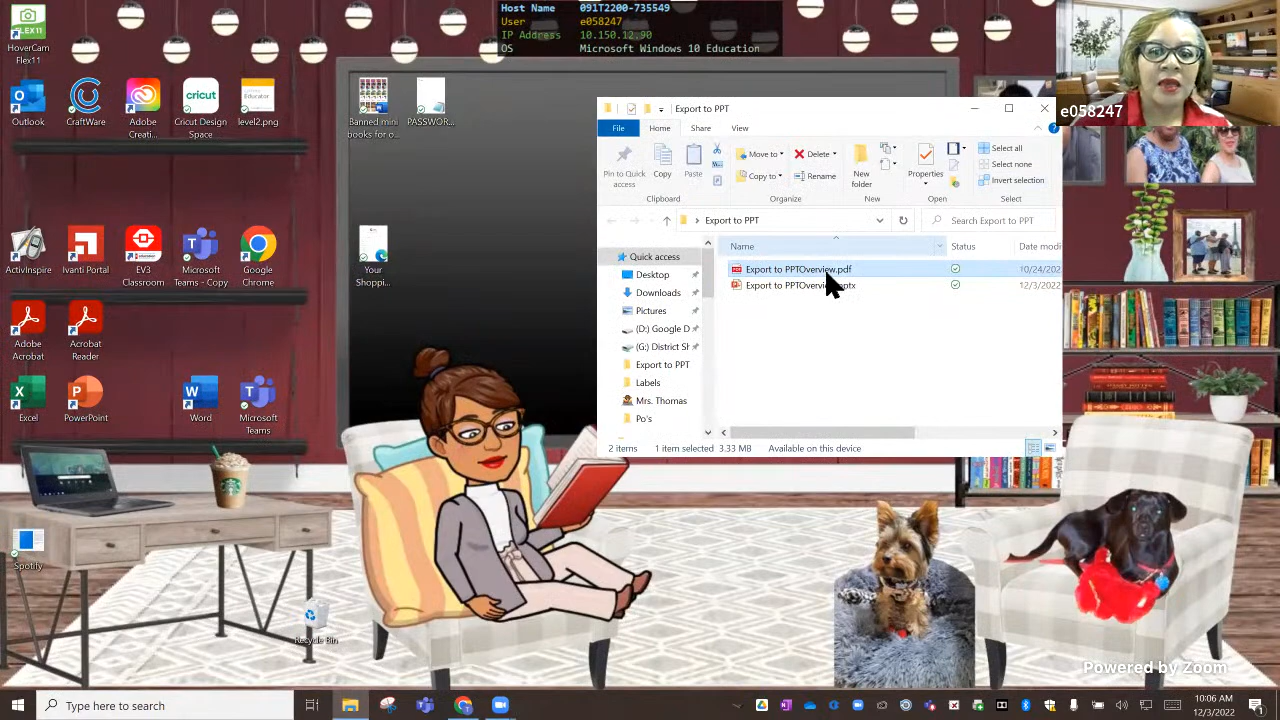 Host Name 091T2200-735549
User e058247
IP Address 10.150.12.90
OS Microsoft Windows 10 Education
HoverCam
Flex11
Outlook
CraftWare
Adobe
Creati...
cricut
Cricut Design
Space
Educator
level2.png
Banned mini
books for o...
PASSWOR...
ActivInspire
Ivanti Portal
EV3
Classroom
Microsoft
Teams - Copy
Google
Chrome
Your
Shoppi...
Adobe
Acrobat
Acrobat
Reader
Excel
PowerPoint
Word
Microsoft
Teams
Spotify
Recycle Bin
Export to PPT
File Home Share View
Pin to Quick
access
Copy
Paste
Clipboard
Move to
Copy to
Delete
Rename
Organize
New
folder
New
Properties
Open
Select all
Select none
Invert selection
Select
Export to PPT
Search Export to PPT
Name Status Date modi
Export to PPTOverview.pdf 10/24/202
12/3/2022
Quick access
Desktop
Downloads
Pictures
(D:) Google D
(G:) District Sh
Export to PPT
Labels
Mrs. Thomas
Po's
2 items 1 item selected 3.33 MB Available on this device
e058247
Powered by Zoom
Type here to search
10:06 AM
12/3/2022